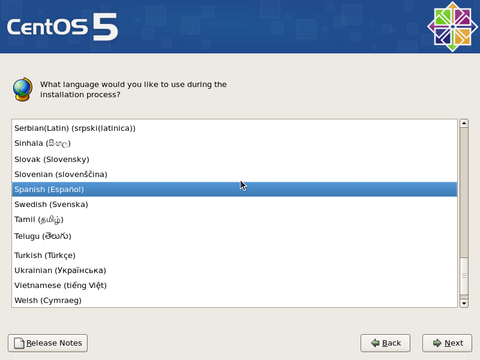 CentOS 5
What language would you like to use during the
installation process?
Serbian(Latin) (srpski(latinica))
Sinhala (සිංහල)
Slovak (Slovensky)
Slovenian (slovenščina)
Spanish (Español)
Swedish (Svenska)
Tamil (தமிழ்)
Telugu (తెలుగు)
Turkish (Türkçe)
Ukrainian (Українська)
Vietnamese (tiếng Việt)
Welsh (Cymraeg)
Release Notes
Back
Next